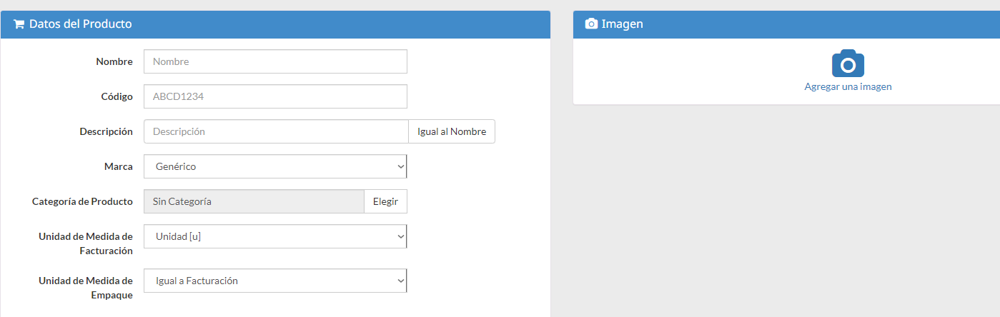 Datos del Producto
Nombre
Nombre
Código
ABCD1234
Descripción
Descripción
Igual al Nombre
Marca
Genérico
Categoría de Producto
Sin Categoría
Elegir
Unidad de Medida de
Facturación
Unidad [u]
Unidad de Medida de
Empaque
Igual a Facturación
Imagen
Agregar una imagen